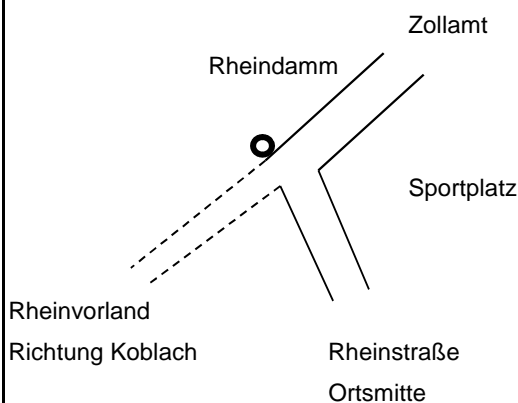 Zollamt
Rheindamm
Sportplatz
Rheinvorland
Richtung Koblach
Rheinstraße
Ortsmitte